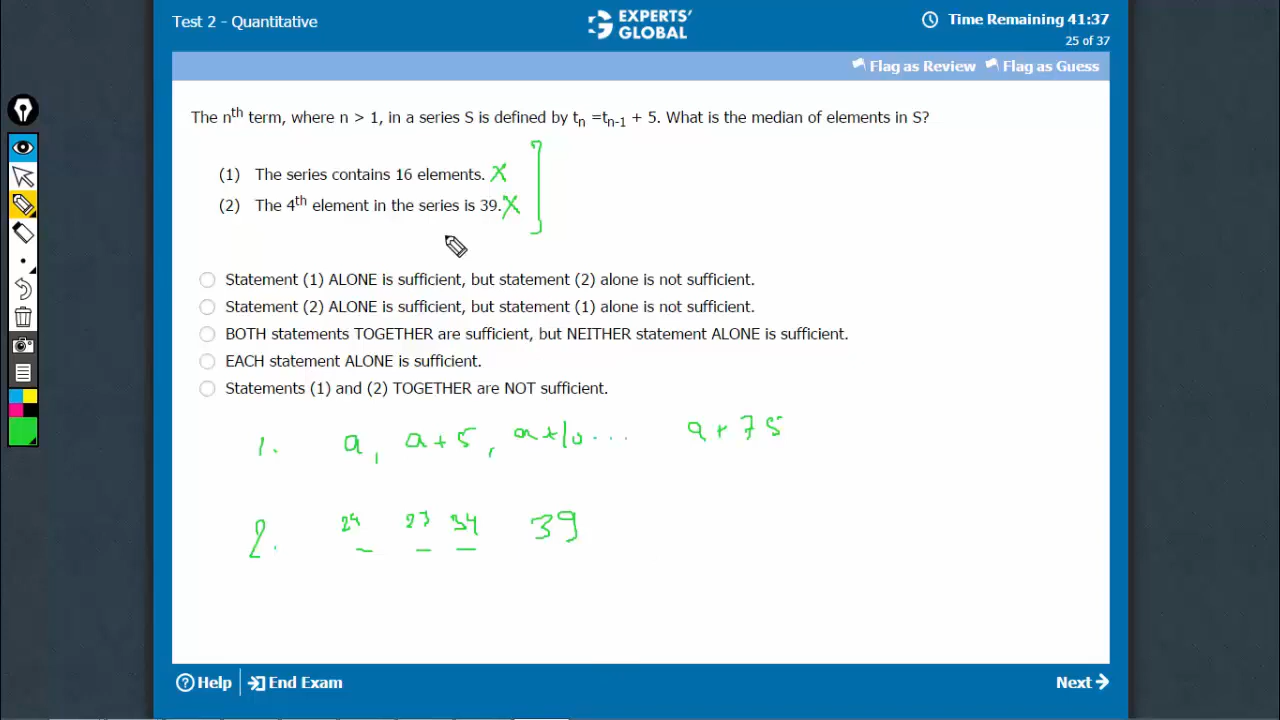 Test 2 - Quantitative
EXPERTS' GLOBAL
Time Remaining 41:37
25 of 37
Flag as Review Flag as Guess
The nth term, where n > 1, in a series S is defined by tn =tn-1 + 5. What is the median of elements in S?
(1) The series contains 16 elements. X
(2) The 4th element in the series is 39. X
Statement (1) ALONE is sufficient, but statement (2) alone is not sufficient.
Statement (2) ALONE is sufficient, but statement (1) alone is not sufficient.
BOTH statements TOGETHER are sufficient, but NEITHER statement ALONE is sufficient.
EACH statement ALONE is sufficient.
Statements (1) and (2) TOGETHER are NOT sufficient.
1. a, a+5, a+10... a+75
2. 24 23 34 39
Help End Exam Next